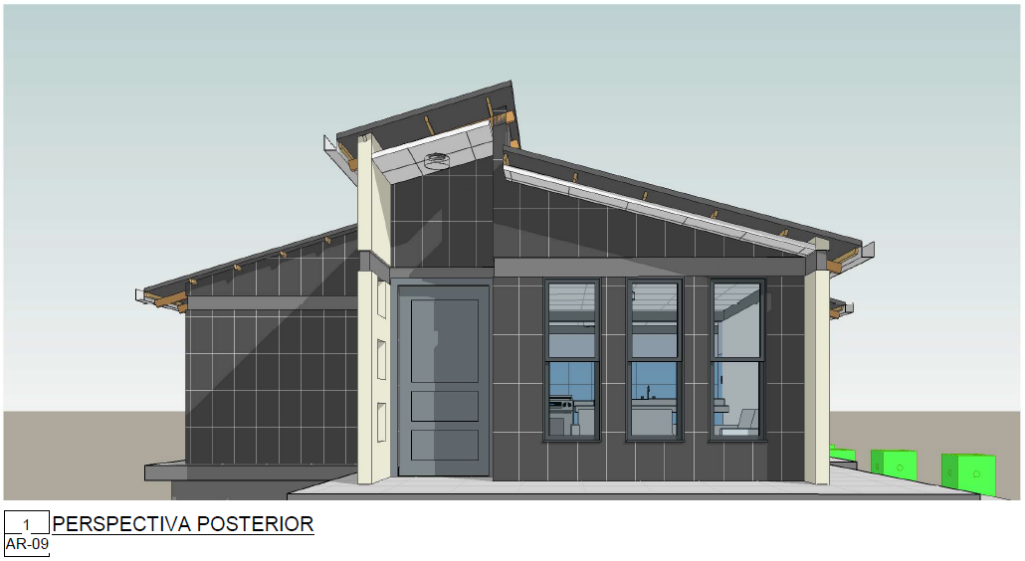 1
PERSPECTIVA POSTERIOR
AR-09